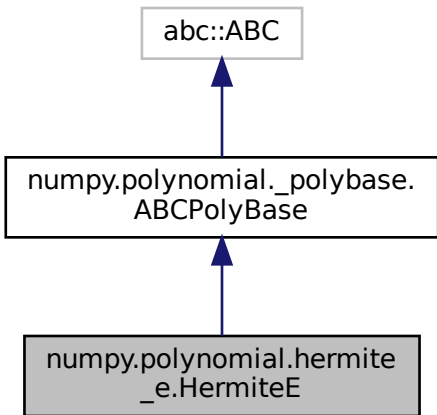 abc::ABC
numpy.polynomial._polybase.
ABCPolyBase
numpy.polynomial.hermite
_e.HermiteE